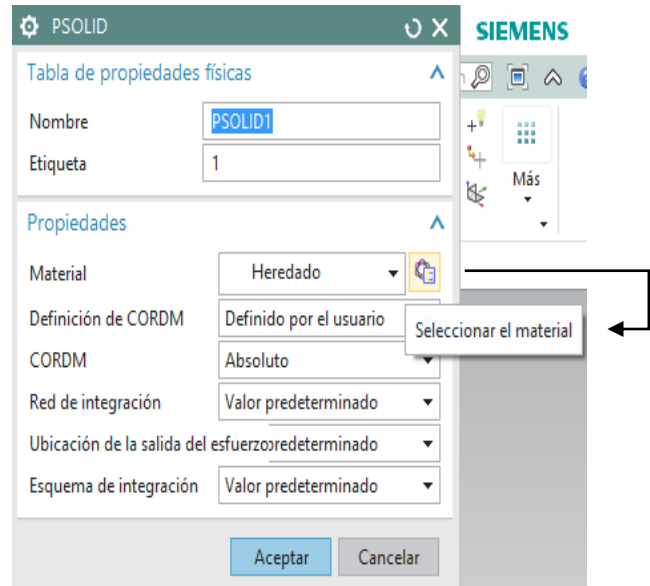 PSOLID
SIEMENS
Tabla de propiedades físicas
Nombre PSOLID1
Etiqueta 1
Más
Propiedades
Material Heredado
Definición de CORDM Definido por el usuario
Seleccionar el material
CORDM Absoluto
Red de integración Valor predeterminado
Ubicación de la salida del esfuerzo predeterminado
Esquema de integración Valor predeterminado
Aceptar Cancelar